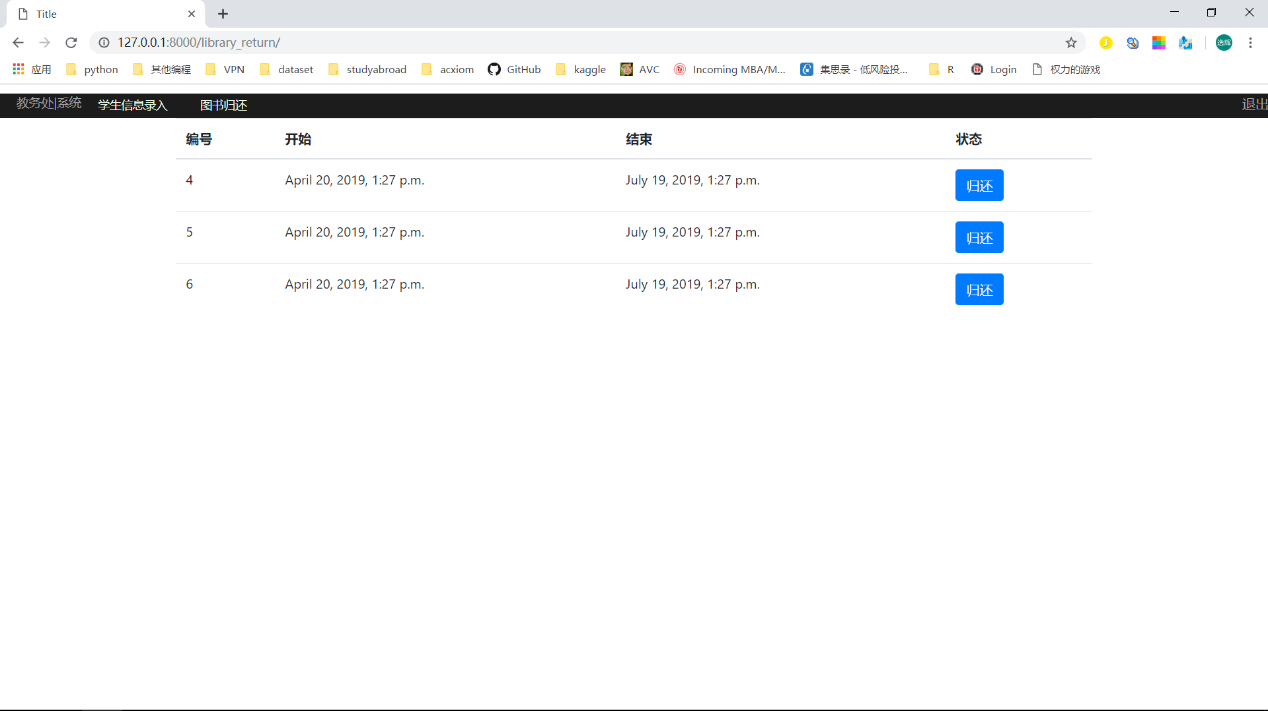 Title
127.0.0.1:8000/library_return/
应用 python 其他编程 VPN dataset studyabroad acxiom GitHub kaggle AVC Incoming MBA/M... 集思录 - 低风险投... R Login 权力的游戏
教务处|系统 学生信息录入 图书归还 退出
编号 开始 结束 状态
4 April 20, 2019, 1:27 p.m. July 19, 2019, 1:27 p.m. 归还
5 April 20, 2019, 1:27 p.m. July 19, 2019, 1:27 p.m. 归还
6 April 20, 2019, 1:27 p.m. July 19, 2019, 1:27 p.m. 归还